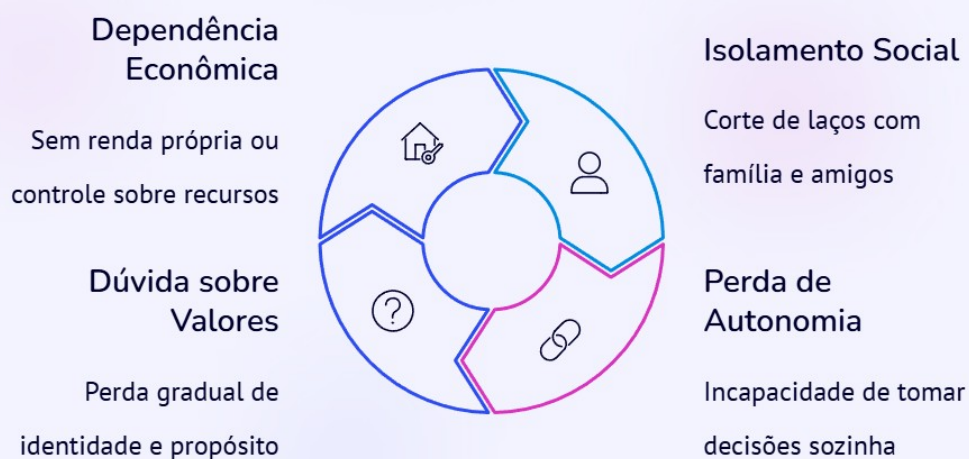 Dependência
Econômica
Sem renda própria ou
controle sobre recursos
Isolamento Social
Corte de laços com
família e amigos
Dúvida sobre
Valores
Perda gradual de
identidade e propósito
Perda de
Autonomia
Incapacidade de tomar
decisões sozinha
?